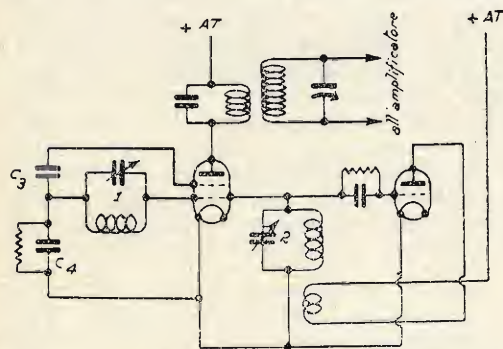 + AT
+ AT
all'amplificatore
C3
1
C4
2